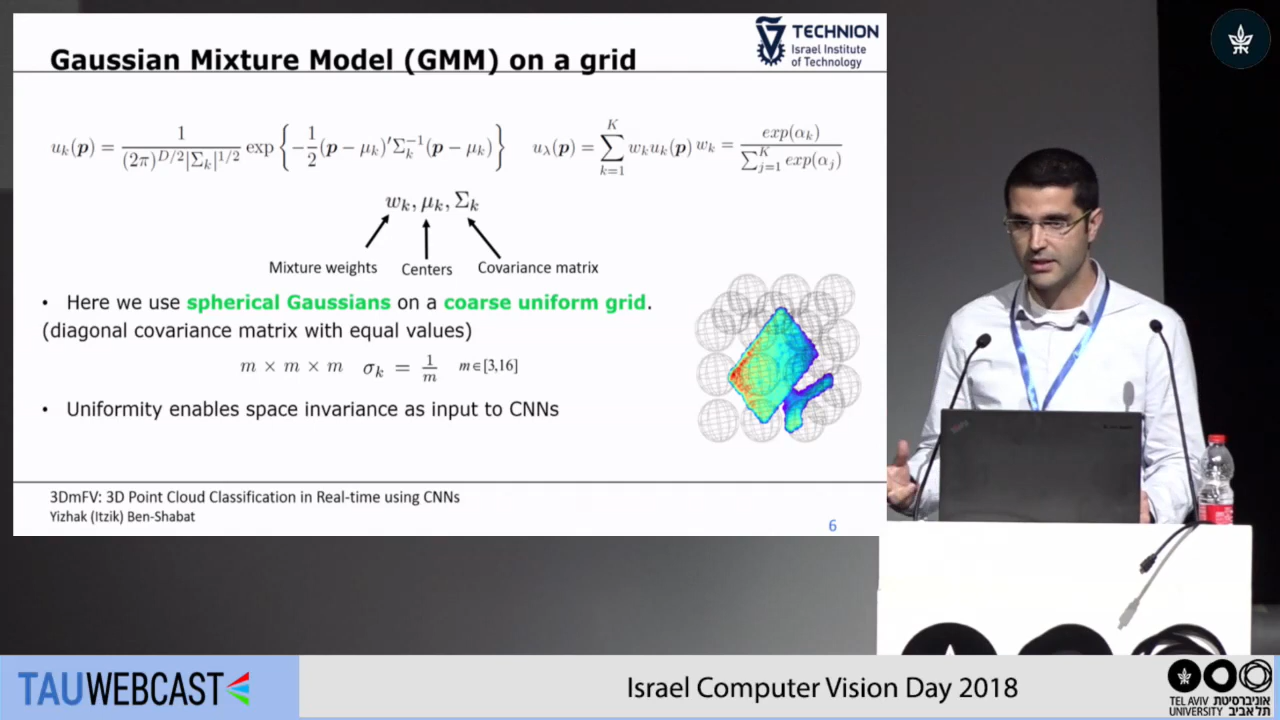 TECHNION
Israel Institute
of Technology
Gaussian Mixture Model (GMM) on a grid
u_k(p) = 1 / ((2π)^{D/2}|Σ_k|^{1/2}) exp{−1/2 (p − μ_k)′Σ_k^{−1}(p − μ_k)} u_λ(p) = Σ_{k=1}^{K} w_k u_k(p) w_k = exp(α_k) / Σ_{j=1}^{K} exp(α_j)
w_k, μ_k, Σ_k
Mixture weights Centers Covariance matrix
• Here we use spherical Gaussians on a coarse uniform grid.
(diagonal covariance matrix with equal values)
m × m × m σ_k = 1/m m∈[3,16]
• Uniformity enables space invariance as input to CNNs
3DmFV: 3D Point Cloud Classification in Real-time using CNNs
Yizhak (Itzik) Ben-Shabat
6
TAUWEBCAST
Israel Computer Vision Day 2018
TEL AVIV אוניברסיטת
UNIVERSITY תל אביב